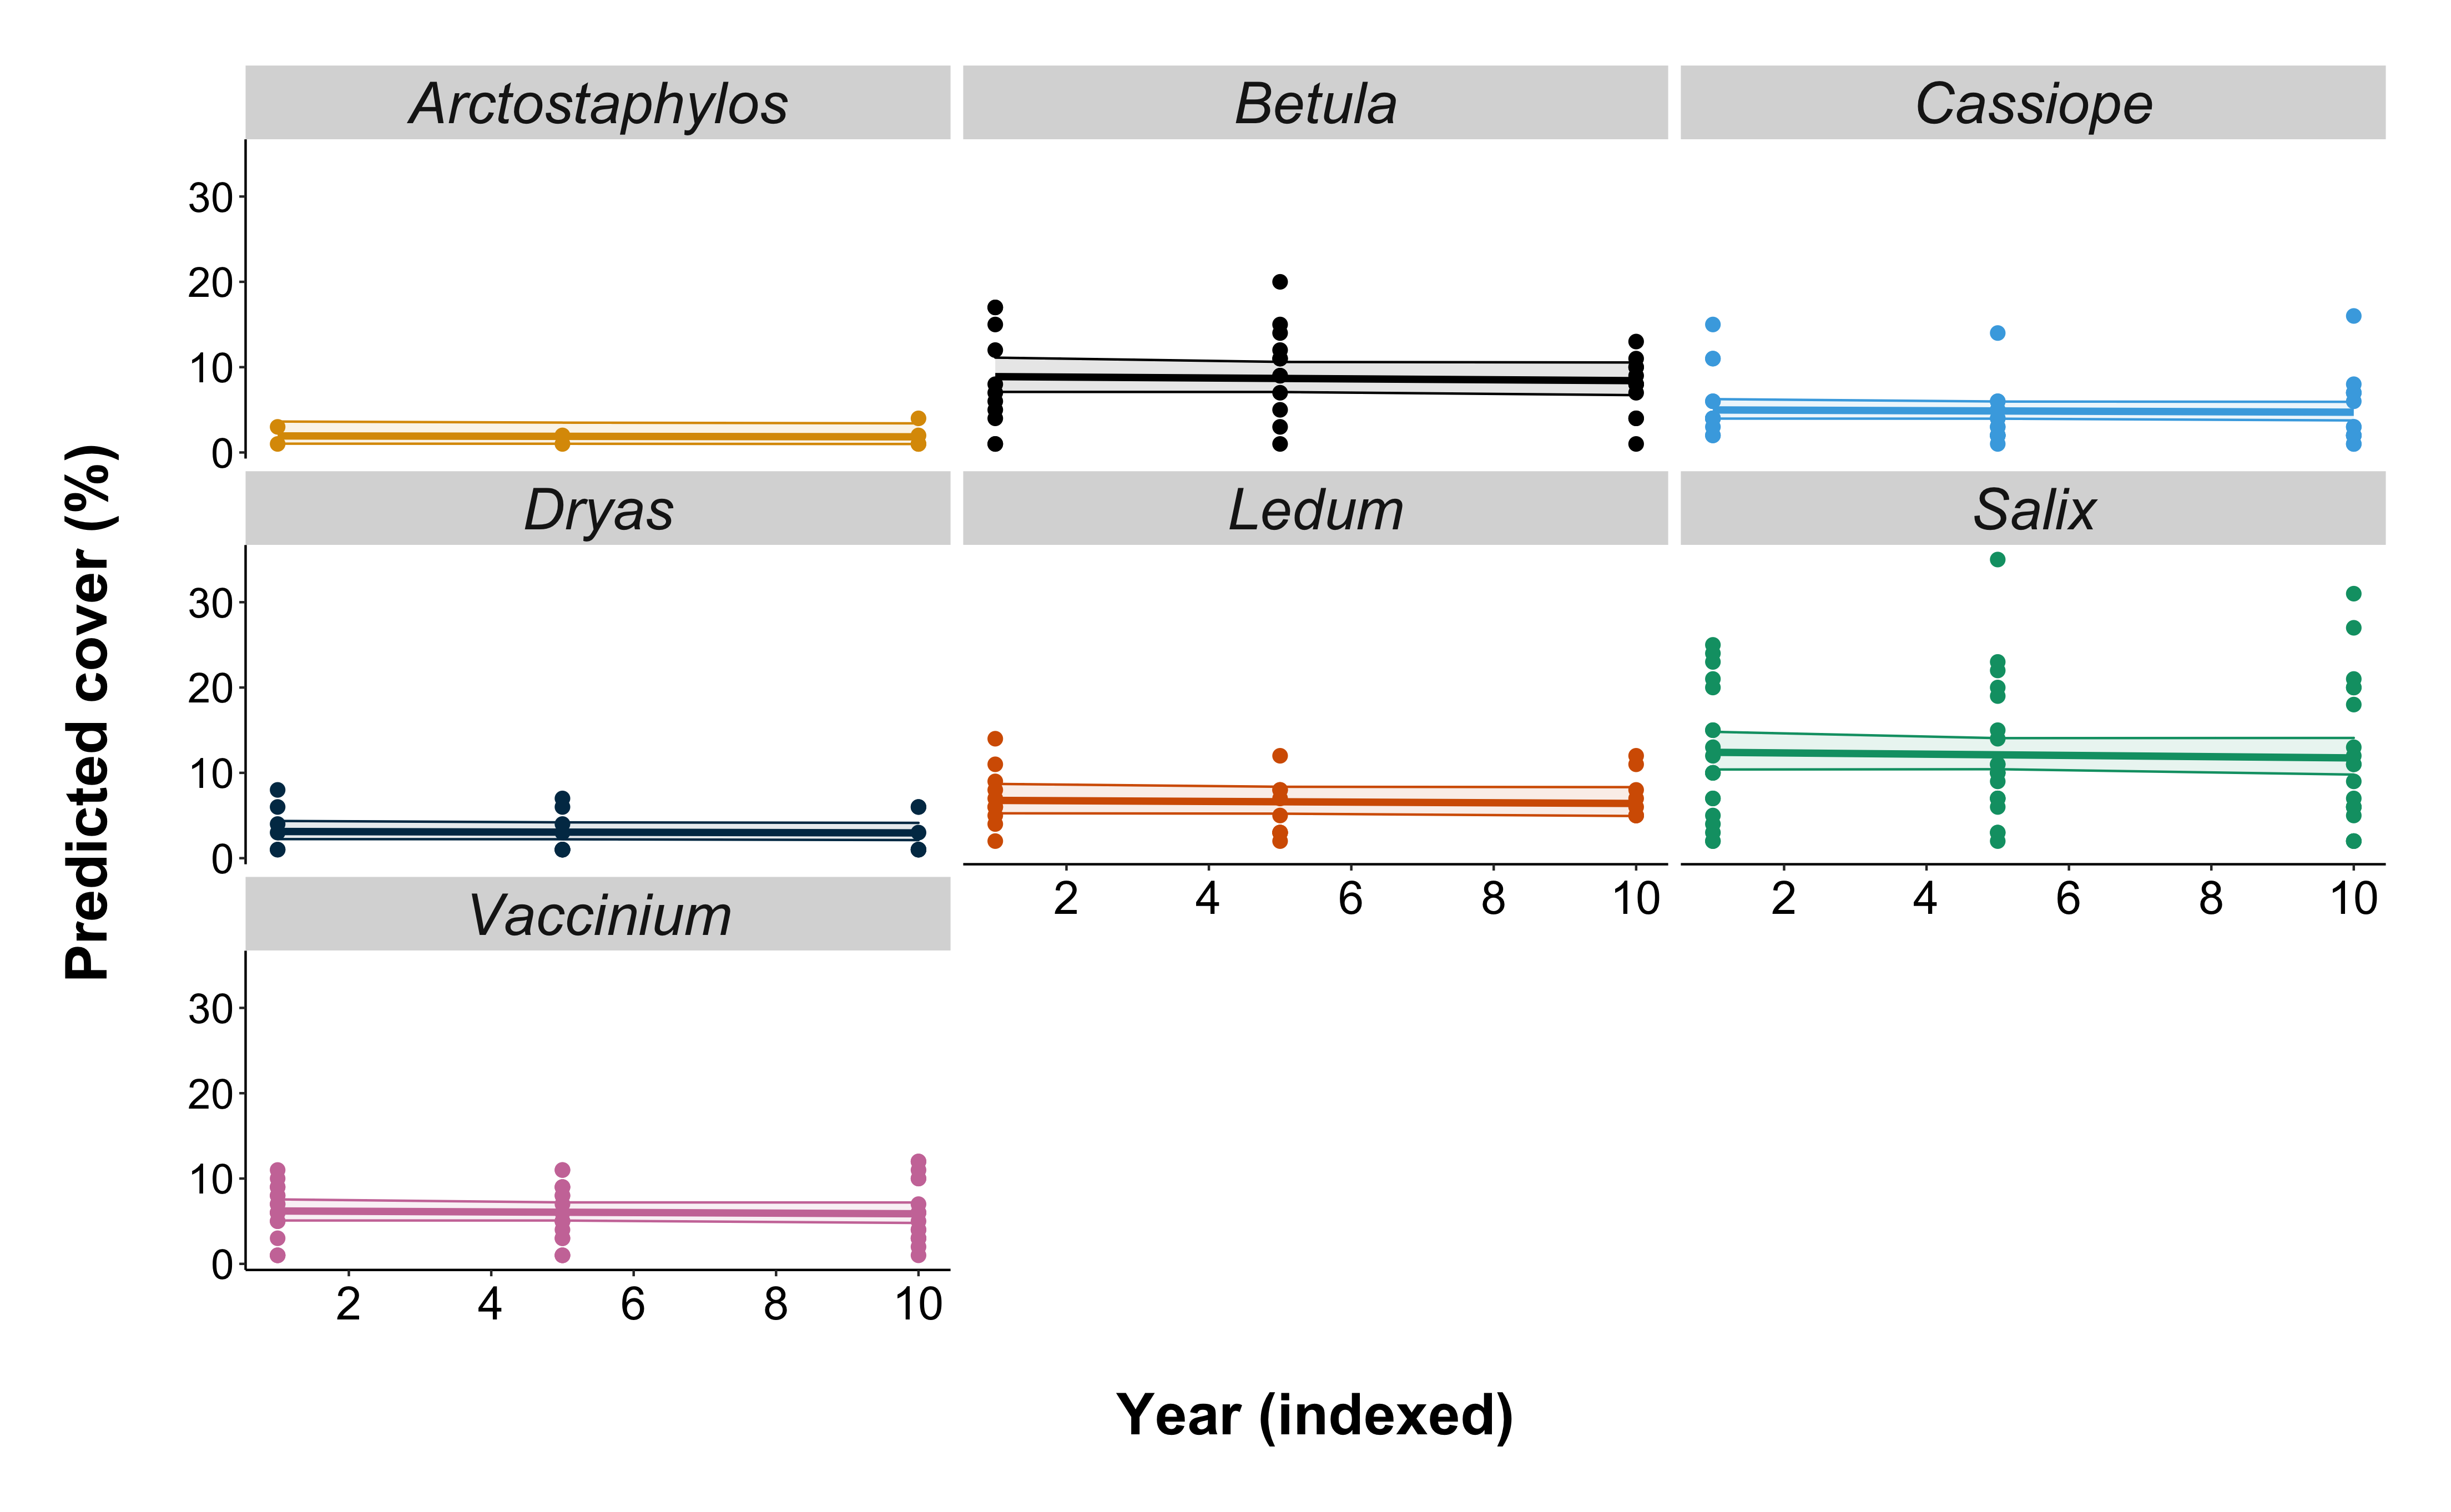 Arctostaphylos
Betula
Cassiope
30
20
10
0
Dryas
Ledum
Salix
30
20
10
0
2 4 6 8 10
2 4 6 8 10
Vaccinium
30
20
10
0
2 4 6 8 10
Predicted cover (%)
Year (indexed)